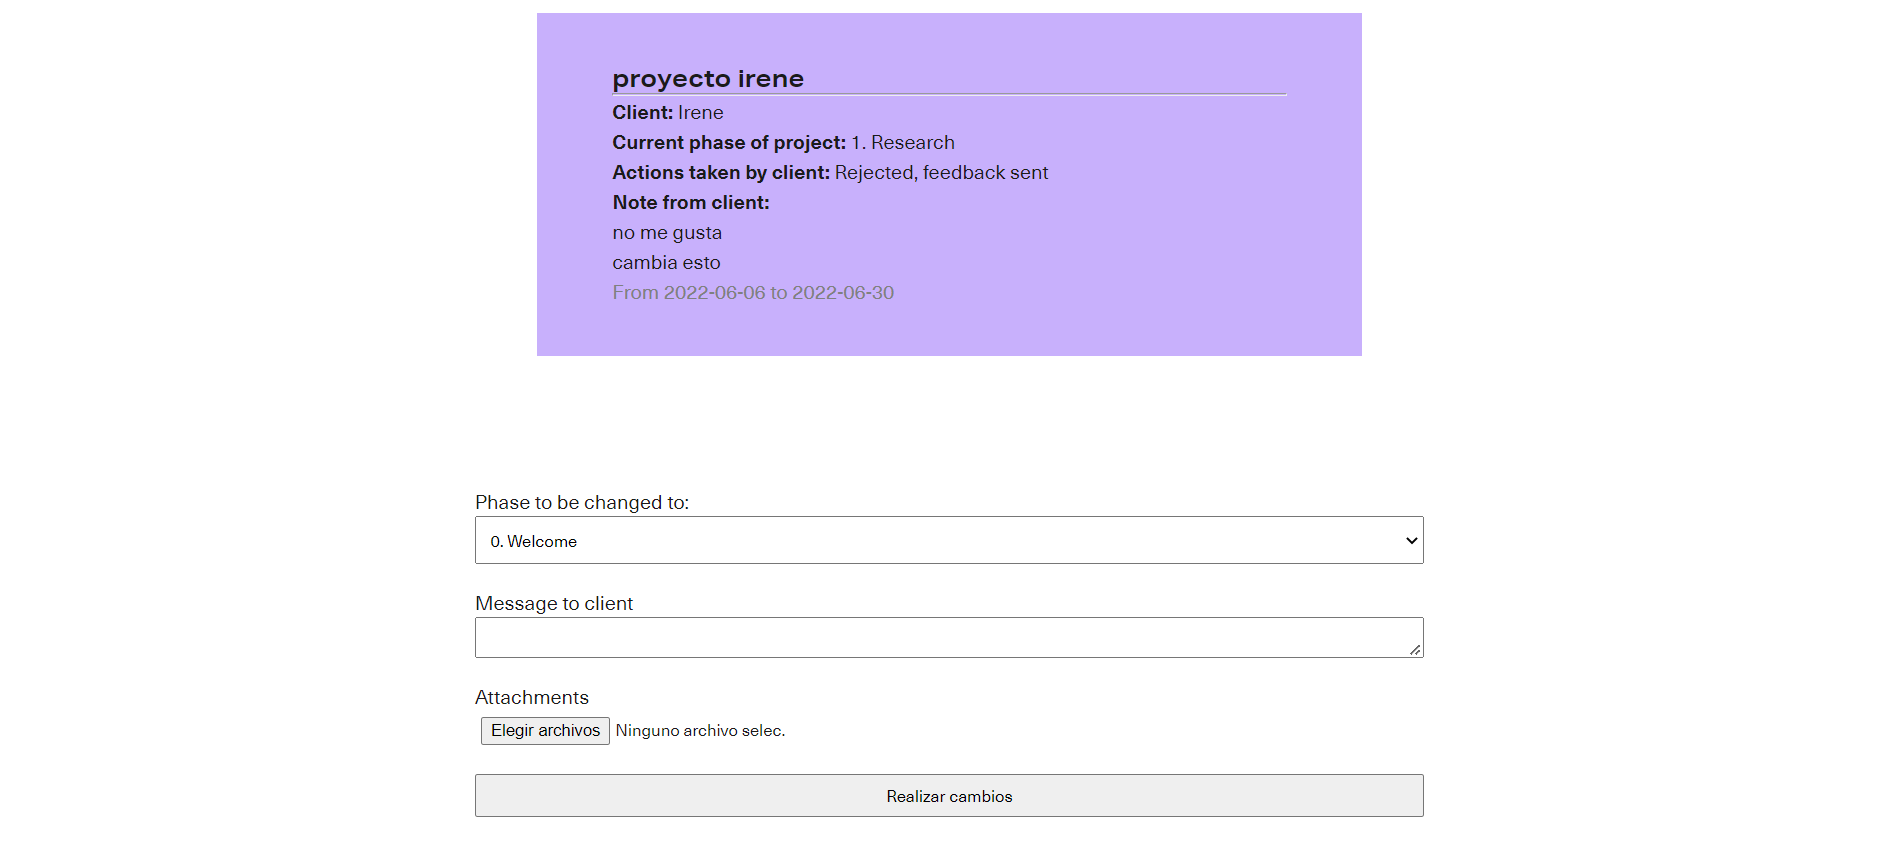 proyecto irene
Client: Irene
Current phase of project: 1. Research
Actions taken by client: Rejected, feedback sent
Note from client:
no me gusta
cambia esto
From 2022-06-06 to 2022-06-30
Phase to be changed to:
0. Welcome
Message to client
Attachments
Elegir archivos Ninguno archivo selec.
Realizar cambios